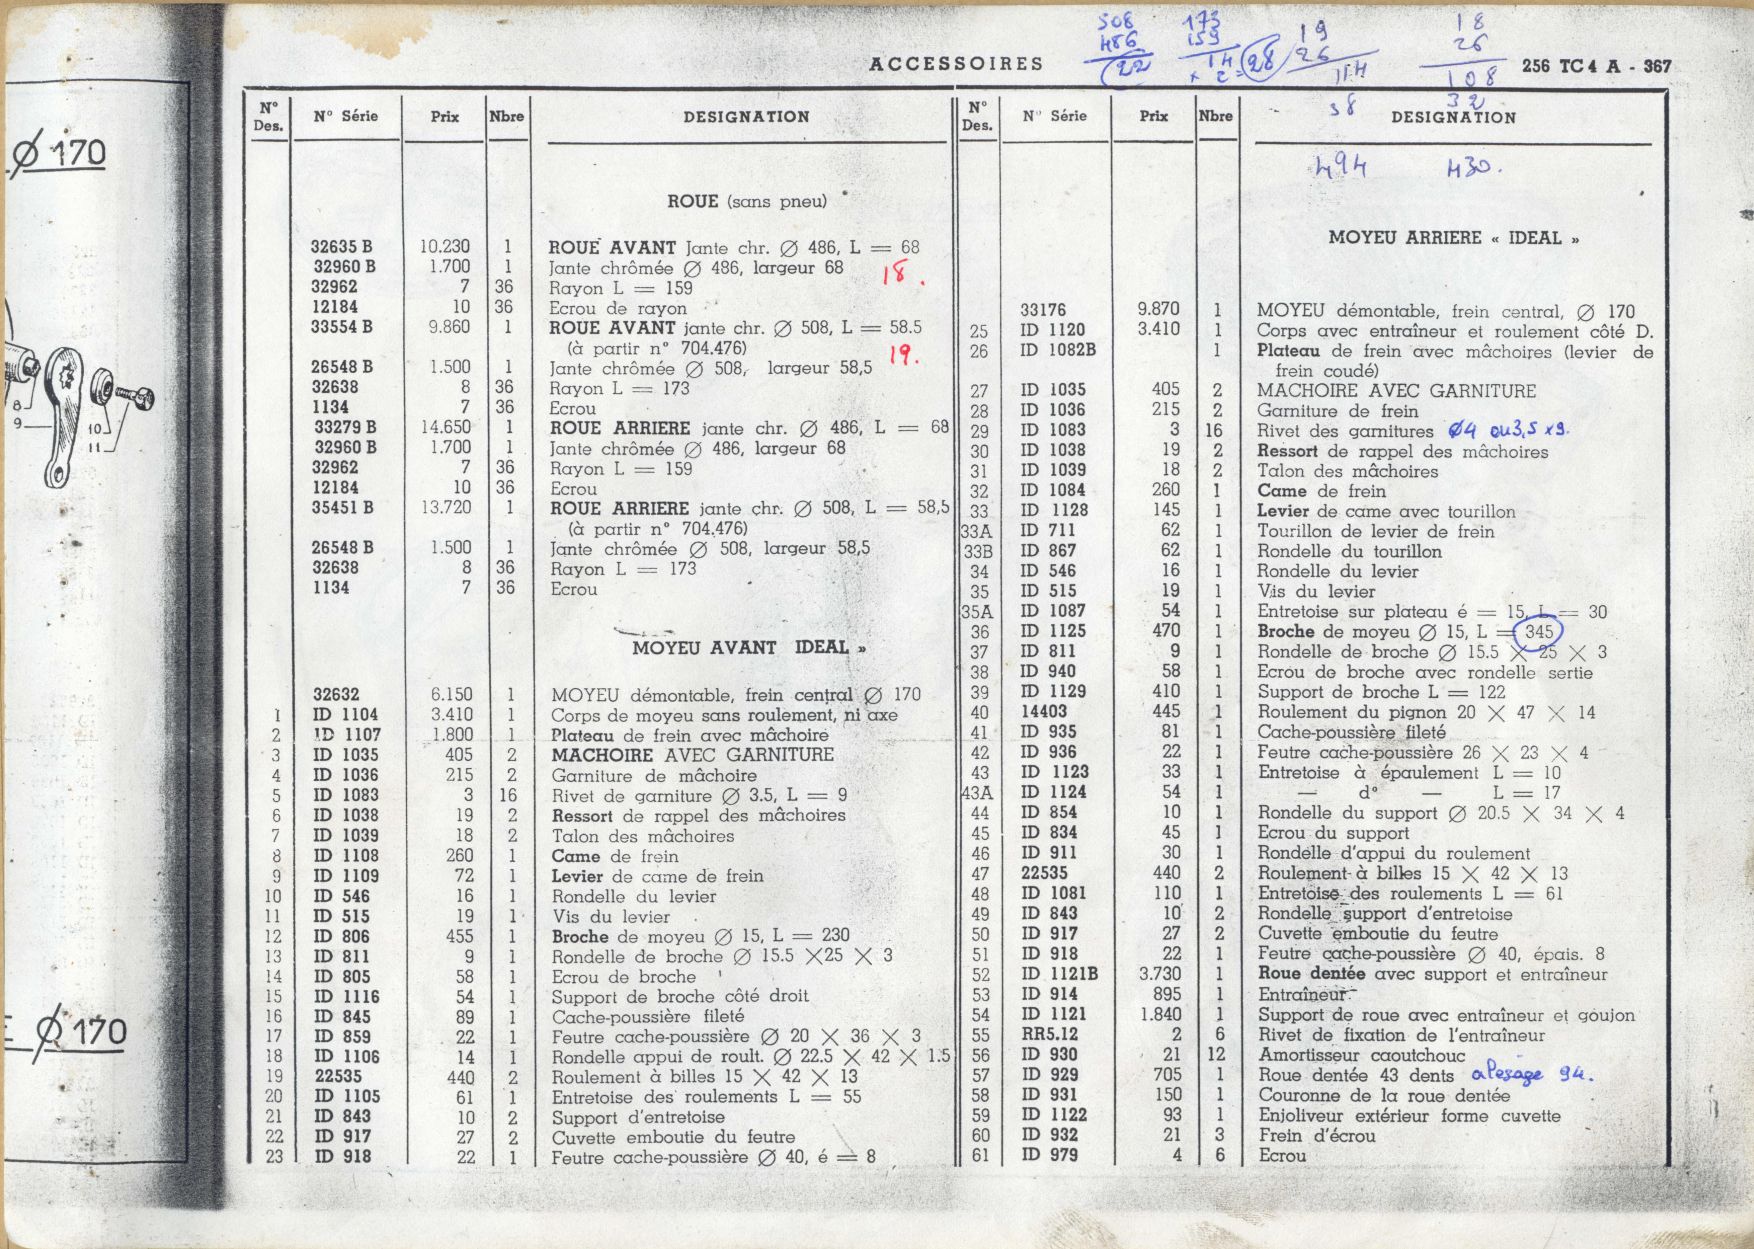 Ø 170
8
9
10
11
E Ø 170
ACCESSOIRES
256 TC4 A - 367
508
486
22
173
159
14
× 2 = 28
19
26
114
38
494
18
26
108
32
430.
N° Des. N° Série Prix Nbre DESIGNATION
ROUE (sans pneu)
32635 B 10.230 1 ROUE AVANT Jante chr. Ø 486, L = 68
32960 B 1.700 1 Jante chrômée Ø 486, largeur 68 18.
32962 7 36 Rayon L = 159
12184 10 36 Ecrou de rayon
33554 B 9.860 1 ROUE AVANT jante chr. Ø 508, L = 58.5
(à partir n° 704.476) 19.
26548 B 1.500 1 Jante chrômée Ø 508, largeur 58,5
32638 8 36 Rayon L = 173
1134 7 36 Ecrou
33279 B 14.650 1 ROUE ARRIERE jante chr. Ø 486, L = 68
32960 B 1.700 1 Jante chrômée Ø 486, largeur 68
32962 7 36 Rayon L = 159
12184 10 36 Ecrou
35451 B 13.720 1 ROUE ARRIERE jante chr. Ø 508, L = 58,5
(à partir n° 704.476)
26548 B 1.500 1 Jante chrômée Ø 508, largeur 58,5
32638 8 36 Rayon L = 173
1134 7 36 Ecrou
MOYEU AVANT IDEAL »
32632 6.150 1 MOYEU démontable, frein central Ø 170
1 ID 1104 3.410 1 Corps de moyeu sans roulement, ni axe
2 ID 1107 1.800 1 Plateau de frein avec mâchoire
3 ID 1035 405 2 MACHOIRE AVEC GARNITURE
4 ID 1036 215 2 Garniture de mâchoire
5 ID 1083 3 16 Rivet de garniture Ø 3.5, L = 9
6 ID 1038 19 2 Ressort de rappel des mâchoires
7 ID 1039 18 2 Talon des mâchoires
8 ID 1108 260 1 Came de frein
9 ID 1109 72 1 Levier de came de frein
10 ID 546 16 1 Rondelle du levier
11 ID 515 19 1 Vis du levier
12 ID 806 455 1 Broche de moyeu Ø 15, L = 230
13 ID 811 9 1 Rondelle de broche Ø 15.5 × 25 × 3
14 ID 805 58 1 Ecrou de broche
15 ID 1116 54 1 Support de broche côté droit
16 ID 845 89 1 Cache-poussière fileté
17 ID 859 22 1 Feutre cache-poussière Ø 20 × 36 × 3
18 ID 1106 14 1 Rondelle appui de roult. Ø 22.5 × 42 × 1.5
19 22535 440 2 Roulement à billes 15 × 42 × 13
20 ID 1105 61 1 Entretoise des roulements L = 55
21 ID 843 10 2 Support d'entretoise
22 ID 917 27 2 Cuvette emboutie du feutre
23 ID 918 22 1 Feutre cache-poussière Ø 40, é = 8
N° Des. N° Série Prix Nbre DESIGNATION
MOYEU ARRIERE « IDEAL »
33176 9.870 1 MOYEU démontable, frein central, Ø 170
25 ID 1120 3.410 1 Corps avec entraîneur et roulement côté D.
26 ID 1082B 1 Plateau de frein avec mâchoires (levier de
frein coudé)
27 ID 1035 405 2 MACHOIRE AVEC GARNITURE
28 ID 1036 215 2 Garniture de frein
29 ID 1083 3 16 Rivet des garnitures Ø4 ou 3,5 x 9.
30 ID 1038 19 2 Ressort de rappel des mâchoires
31 ID 1039 18 2 Talon des mâchoires
32 ID 1084 260 1 Came de frein
33 ID 1128 145 1 Levier de came avec tourillon
33A ID 711 62 1 Tourillon de levier de frein
33B ID 867 62 1 Rondelle du tourillon
34 ID 546 16 1 Rondelle du levier
35 ID 515 19 1 Vis du levier
35A ID 1087 54 1 Entretoise sur plateau é = 15, L = 30
36 ID 1125 470 1 Broche de moyeu Ø 15, L = 345
37 ID 811 9 1 Rondelle de broche Ø 15.5 × 25 × 3
38 ID 940 58 1 Ecrou de broche avec rondelle sertie
39 ID 1129 410 1 Support de broche L = 122
40 14403 445 1 Roulement du pignon 20 × 47 × 14
41 ID 935 81 1 Cache-poussière fileté
42 ID 936 22 1 Feutre cache-poussière 26 × 23 × 4
43 ID 1123 33 1 Entretoise à épaulement L = 10
43A ID 1124 54 1 — d° — L = 17
44 ID 854 10 1 Rondelle du support Ø 20.5 × 34 × 4
45 ID 834 45 1 Ecrou du support
46 ID 911 30 1 Rondelle d'appui du roulement
47 22535 440 2 Roulement à billes 15 × 42 × 13
48 ID 1081 110 1 Entretoise des roulements L = 61
49 ID 843 10 2 Rondelle support d'entretoise
50 ID 917 27 2 Cuvette emboutie du feutre
51 ID 918 22 1 Feutre cache-poussière Ø 40, épais. 8
52 ID 1121B 3.730 1 Roue dentée avec support et entraîneur
53 ID 914 895 1 Entraîneur
54 ID 1121 1.840 1 Support de roue avec entraîneur et goujon
55 RR5.12 2 6 Rivet de fixation de l'entraîneur
56 ID 930 21 12 Amortisseur caoutchouc
57 ID 929 705 1 Roue dentée 43 dents alesage 94.
58 ID 931 150 1 Couronne de la roue dentée
59 ID 1122 93 1 Enjoliveur extérieur forme cuvette
60 ID 932 21 3 Frein d'écrou
61 ID 979 4 6 Ecrou